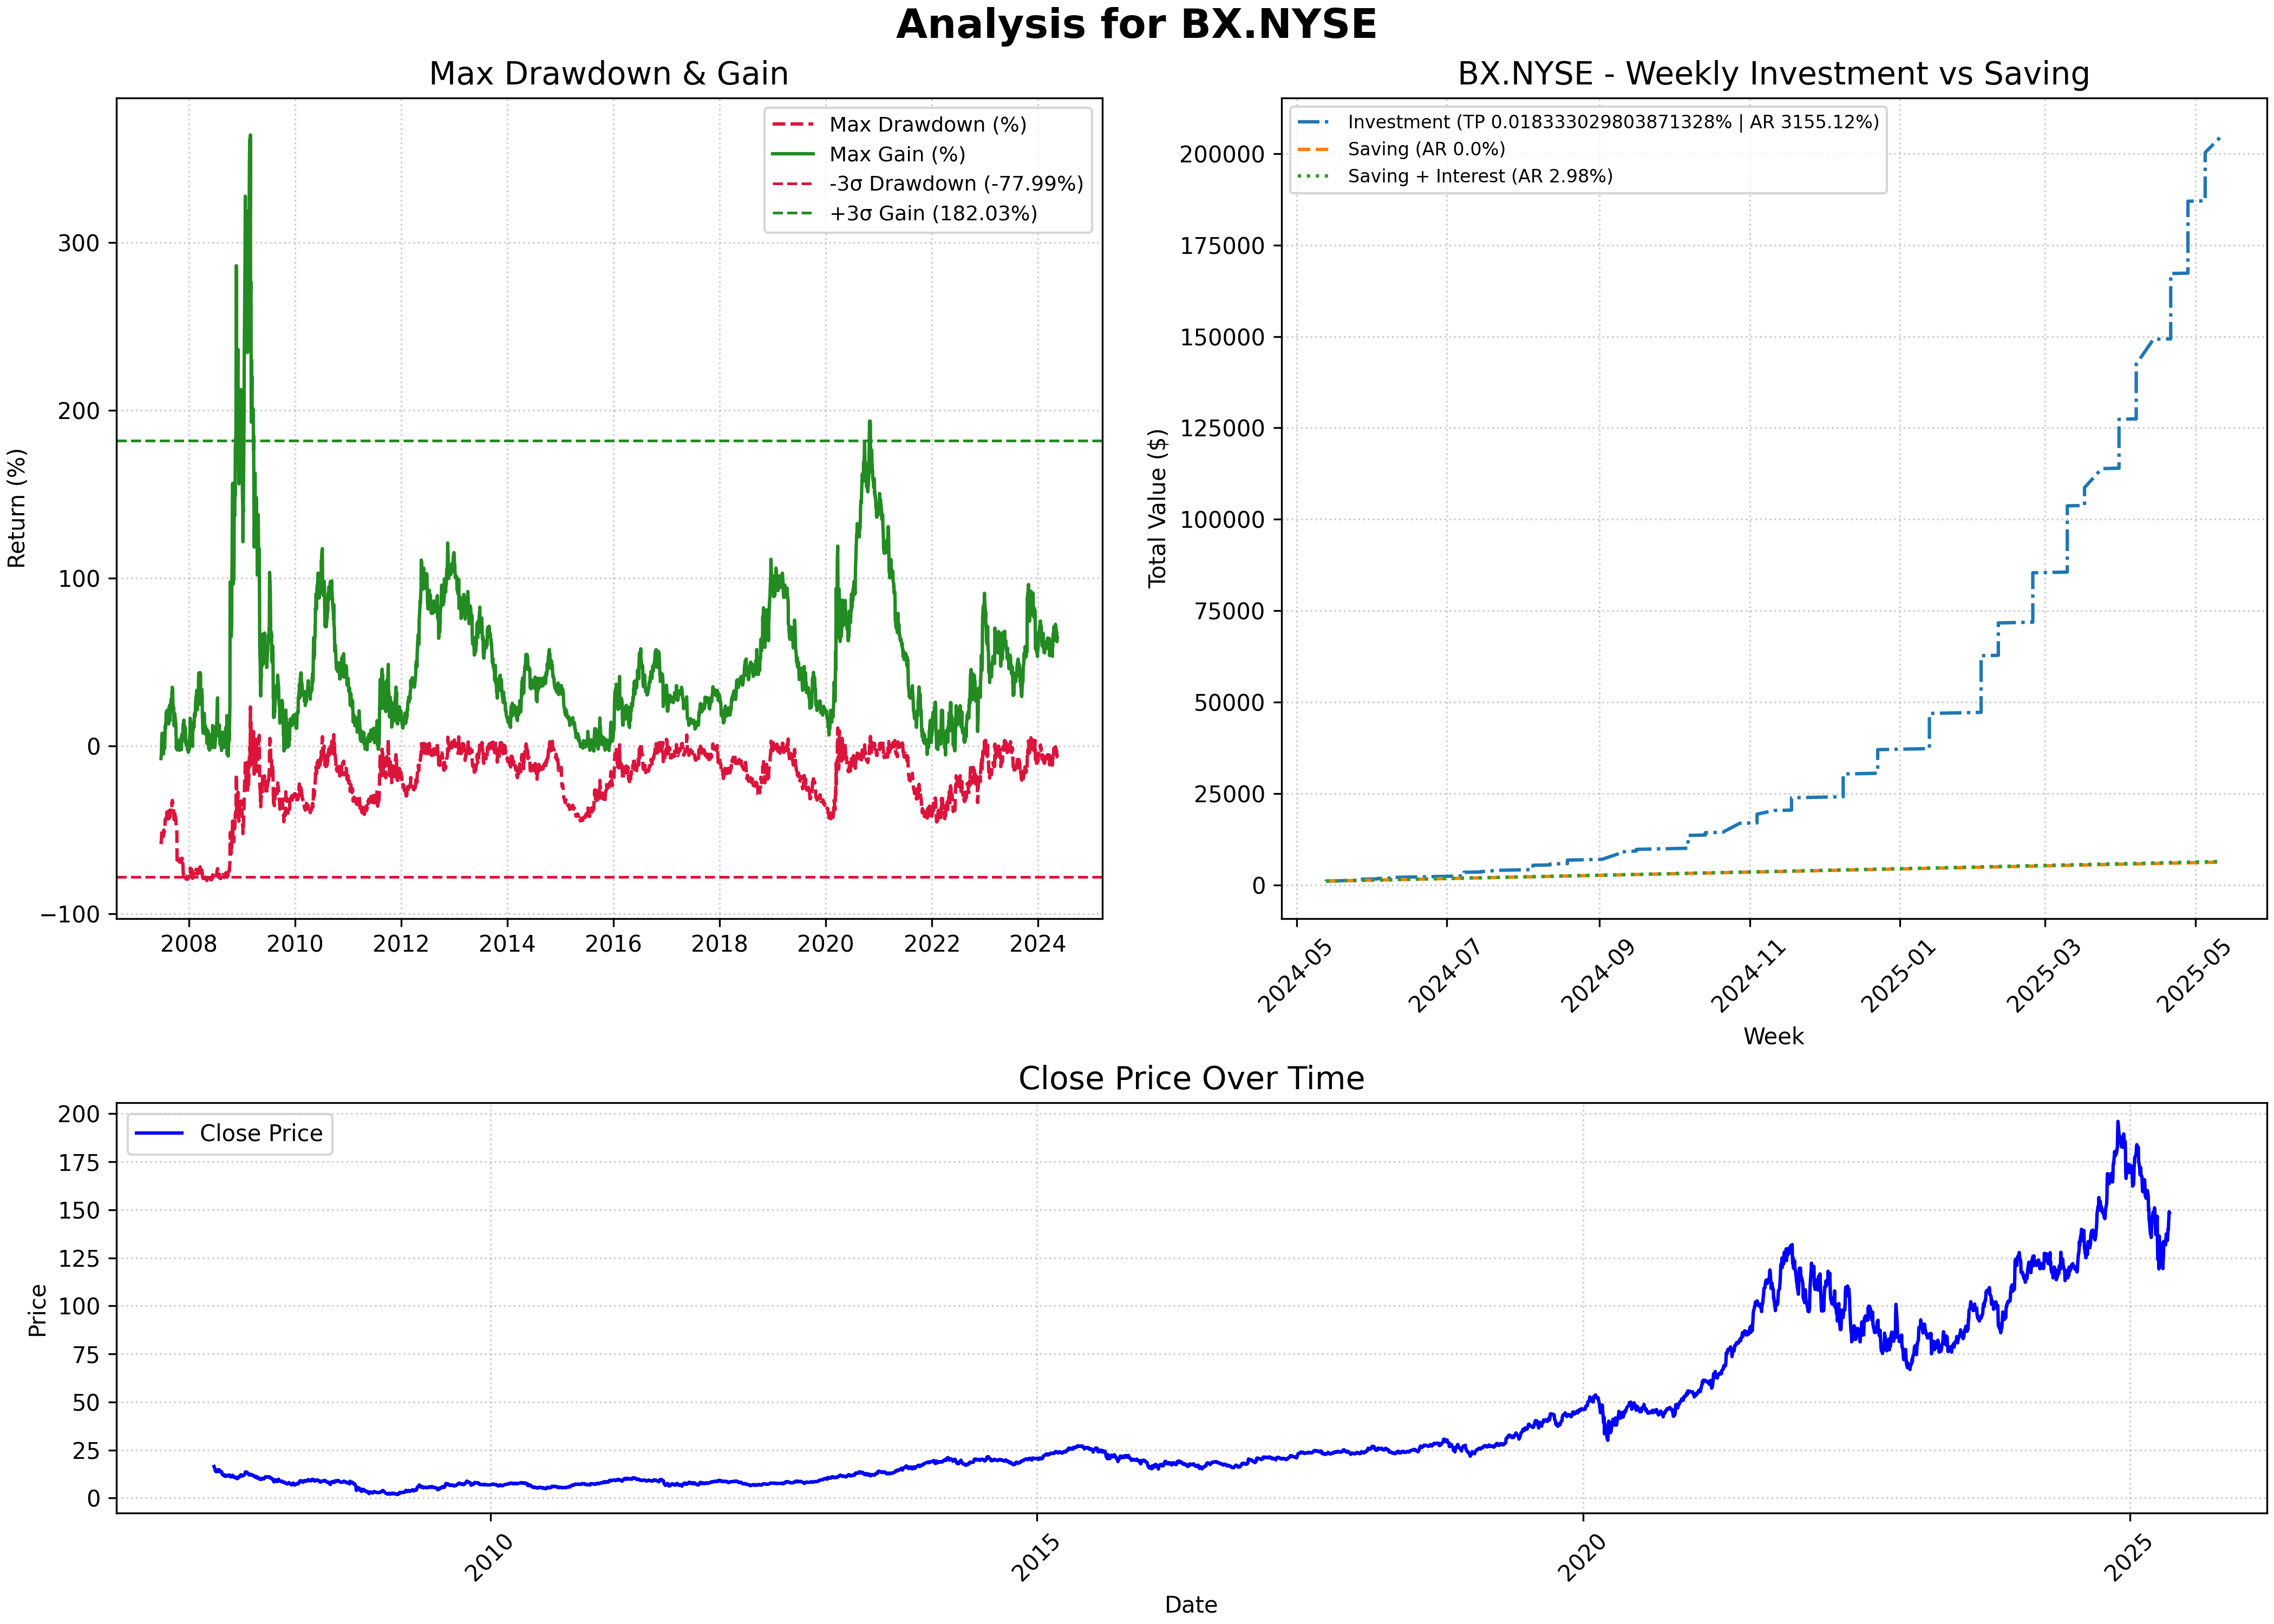 Analysis for BX.NYSE
Max Drawdown & Gain
Return (%)
300
200
100
0
−100
2008 2010 2012 2014 2016 2018 2020 2022 2024
Max Drawdown (%)
Max Gain (%)
-3σ Drawdown (-77.99%)
+3σ Gain (182.03%)
BX.NYSE - Weekly Investment vs Saving
Total Value ($)
200000
175000
150000
125000
100000
75000
50000
25000
0
Investment (TP 0.018333029803871328% | AR 3155.12%)
Saving (AR 0.0%)
Saving + Interest (AR 2.98%)
2024-05 2024-07 2024-09 2024-11 2025-01 2025-03 2025-05
Week
Close Price Over Time
Price
200
175
150
125
100
75
50
25
0
Close Price
2010 2015 2020 2025
Date